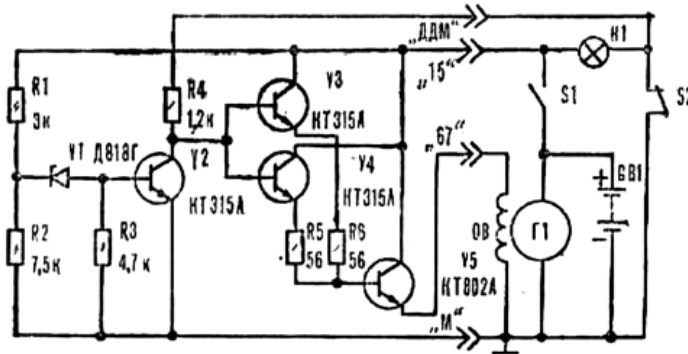 „ДДМ"
„15"
Н1
R1
3к
R4
1,2к
V3
КТ315А
S1
S2
V1 Д818Г
V2
КТ315А
V4
КТ315А
„67"
GB1
+
−
R2
7,5к
R3
4,7к
R5
56
R6
56
ОВ
Г1
V5
КТ802А
„М"